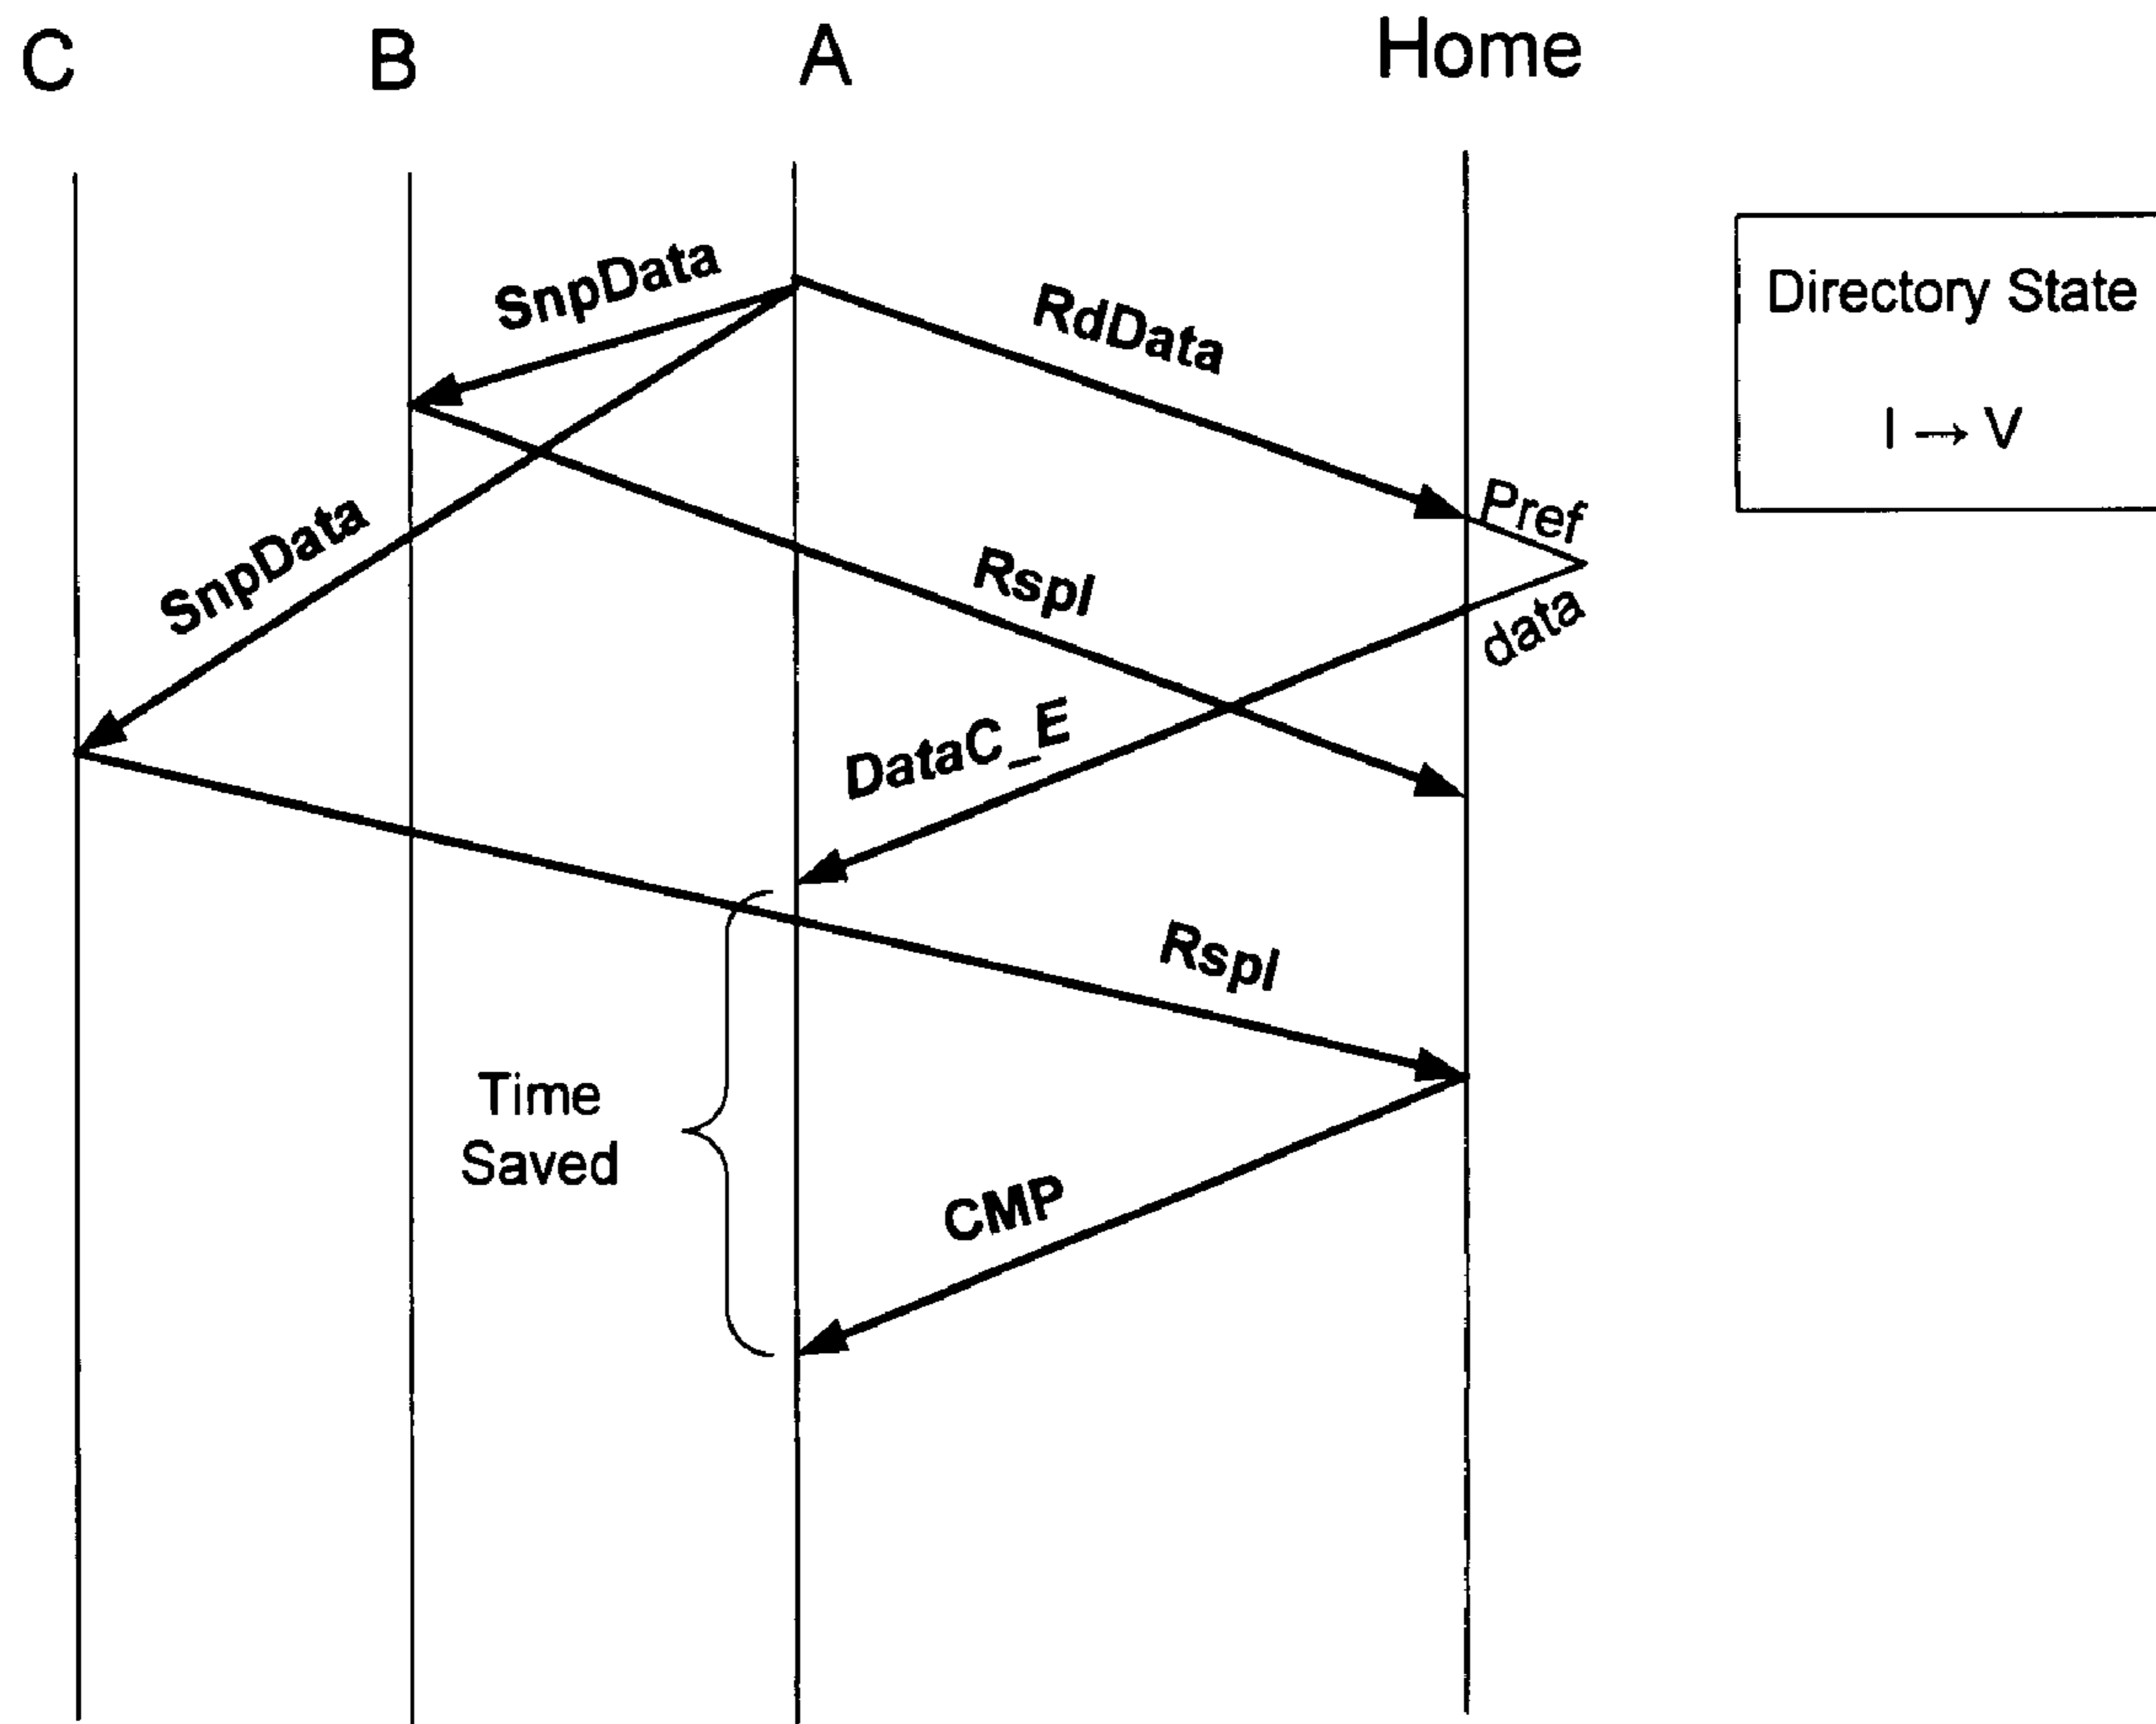 C B A Home
SnpData
RdData
Directory State
I → V
Pref
data
SnpData
RspI
DataC_E
RspI
Time
Saved
CMP